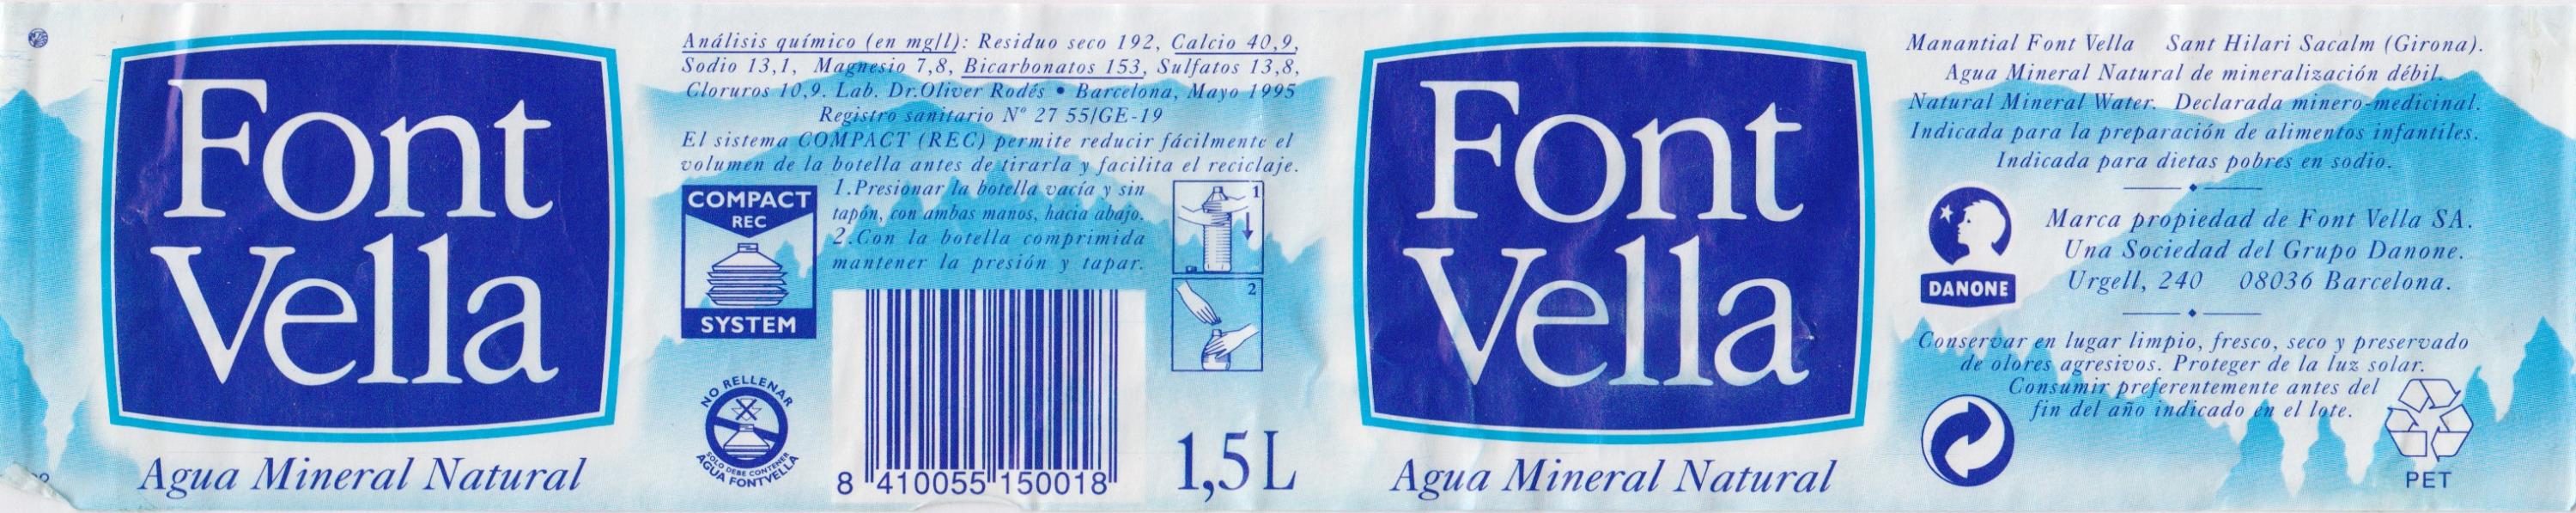 Font
Vella
Agua Mineral Natural
Análisis químico (en mg/l): Residuo seco 192, Calcio 40,9,
Sodio 13,1, Magnesio 7,8, Bicarbonatos 153, Sulfatos 13,8,
Cloruros 10,9. Lab. Dr.Oliver Rodés • Barcelona, Mayo 1995
Registro sanitario Nº 27 55/GE-19
El sistema COMPACT (REC) permite reducir fácilmente el
volumen de la botella antes de tirarla y facilita el reciclaje.
COMPACT
REC
SYSTEM
1.Presionar la botella vacía y sin
tapón, con ambas manos, hacia abajo.
2.Con la botella comprimida
mantener la presión y tapar.
1
2
NO RELLENAR
SOLO DEBE CONTENER
AGUA FONTVELLA
8 410055 150018
1,5 L
Font
Vella
Agua Mineral Natural
Manantial Font Vella Sant Hilari Sacalm (Girona).
Agua Mineral Natural de mineralización débil.
Natural Mineral Water. Declarada minero-medicinal.
Indicada para la preparación de alimentos infantiles.
Indicada para dietas pobres en sodio.
DANONE
Marca propiedad de Font Vella SA.
Una Sociedad del Grupo Danone.
Urgell, 240 08036 Barcelona.
Conservar en lugar limpio, fresco, seco y preservado
de olores agresivos. Proteger de la luz solar.
Consumir preferentemente antes del
fin del año indicado en el lote.
PET